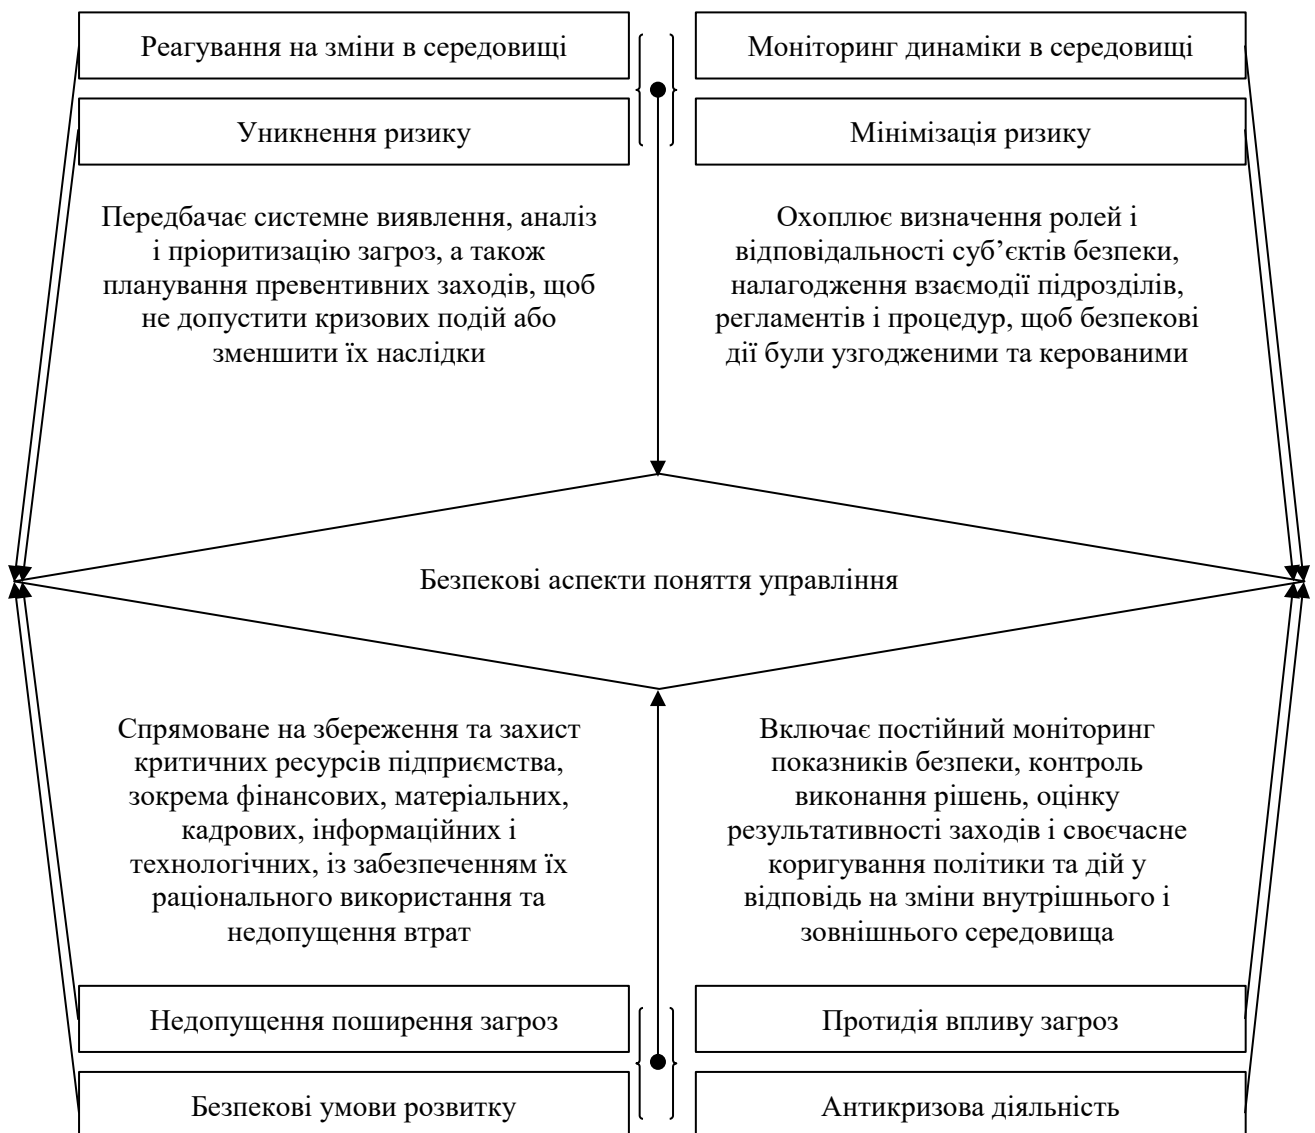 Реагування на зміни в середовищі
Моніторинг динаміки в середовищі
Уникнення ризику
Мінімізація ризику
Передбачає системне виявлення, аналіз
і пріоритизацію загроз, а також
планування превентивних заходів, щоб
не допустити кризових подій або
зменшити їх наслідки
Охоплює визначення ролей і
відповідальності суб’єктів безпеки,
налагодження взаємодії підрозділів,
регламентів і процедур, щоб безпекові
дії були узгодженими та керованими
Безпекові аспекти поняття управління
Спрямоване на збереження та захист
критичних ресурсів підприємства,
зокрема фінансових, матеріальних,
кадрових, інформаційних і
технологічних, із забезпеченням їх
раціонального використання та
недопущення втрат
Включає постійний моніторинг
показників безпеки, контроль
виконання рішень, оцінку
результативності заходів і своєчасне
коригування політики та дій у
відповідь на зміни внутрішнього і
зовнішнього середовища
Недопущення поширення загроз
Протидія впливу загроз
Безпекові умови розвитку
Антикризова діяльність